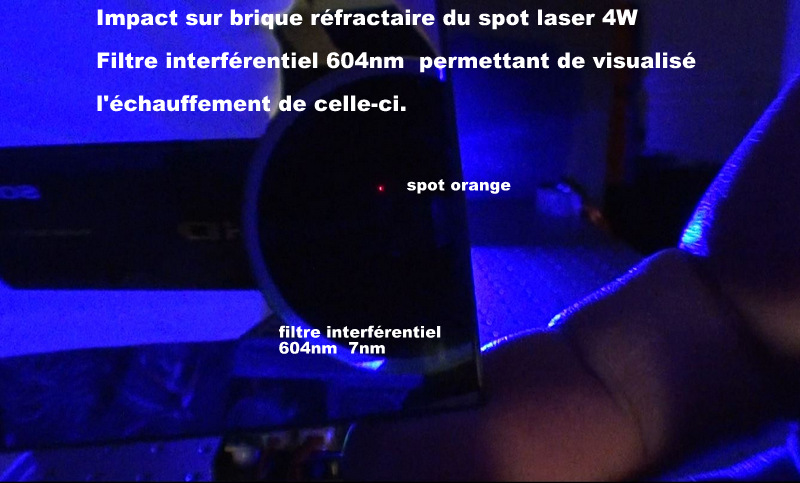 Impact sur brique réfractaire du spot laser 4W
Filtre interférentiel 604nm  permettant de visualisé
l'échauffement de celle-ci.
spot orange
filtre interférentiel
604nm  7nm